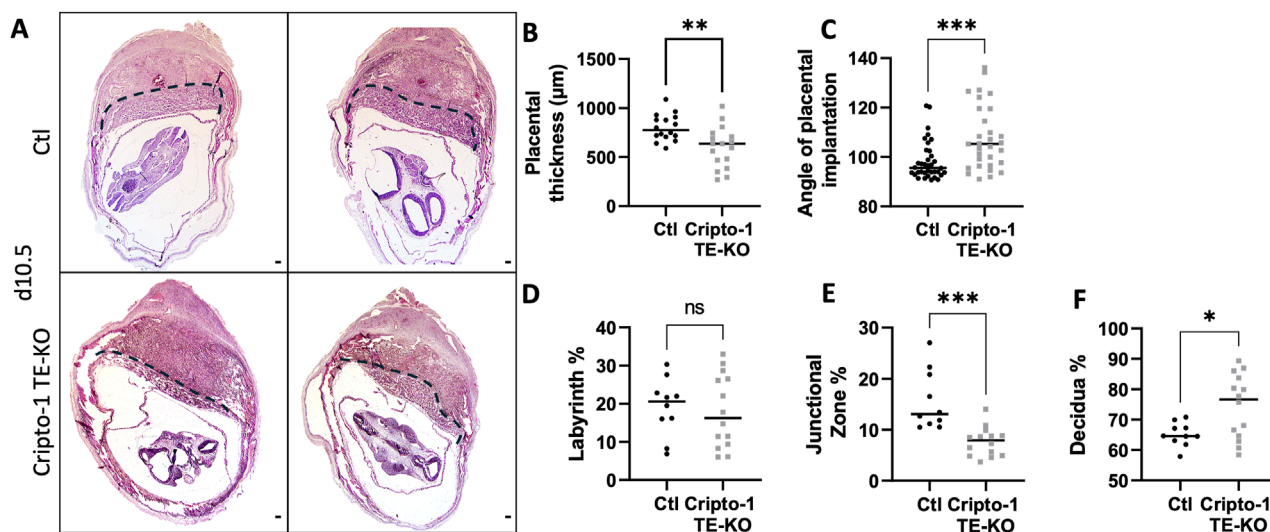 A
Ctl
d10.5
Cripto-1 TE-KO
B
**
Placental
thickness (µm)
1500
1000
500
0
Ctl Cripto-1
TE-KO
C
***
Angle of placental
implantation
140
120
100
80
Ctl Cripto-1
TE-KO
D
ns
Labyrinth %
40
30
20
10
0
Ctl Cripto-1
TE-KO
E
***
Junctional
Zone %
30
20
10
0
Ctl Cripto-1
TE-KO
F
*
Decidua %
100
90
80
70
60
50
Ctl Cripto-1
TE-KO